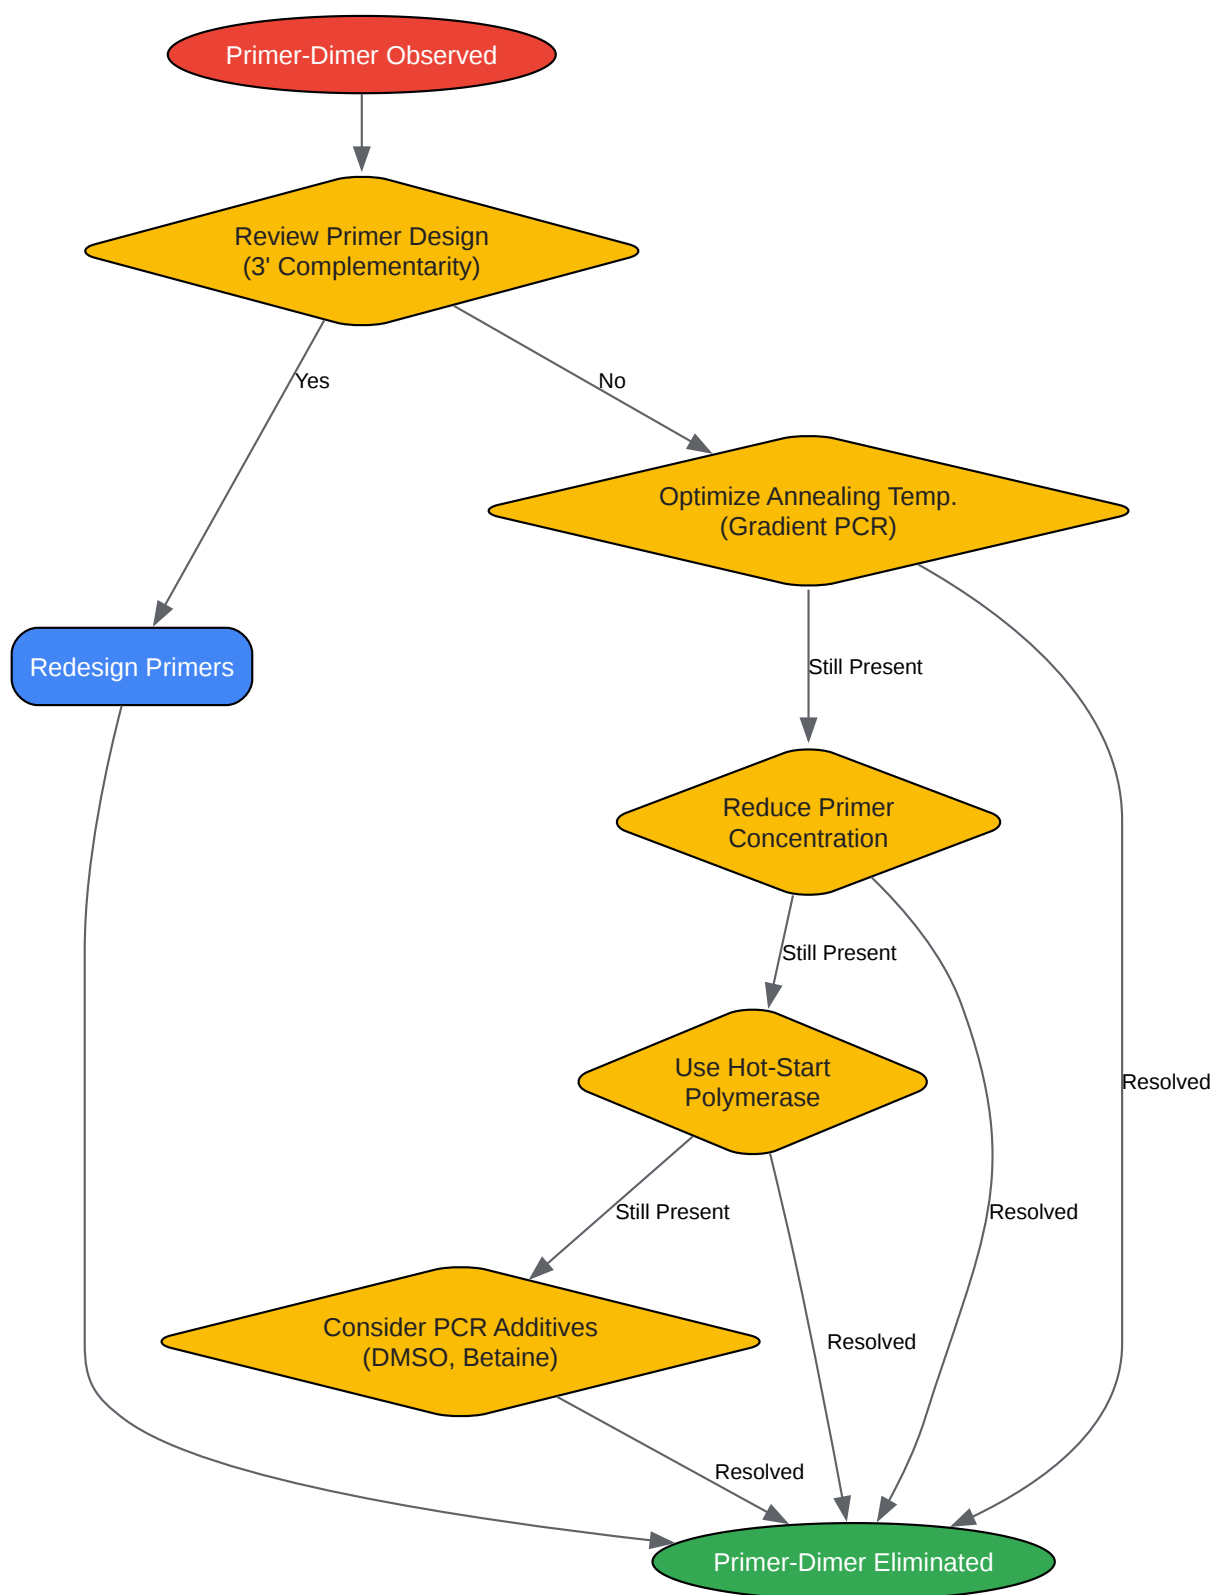 Primer-Dimer Observed
Review Primer Design
(3' Complementarity)
Yes
No
Optimize Annealing Temp.
(Gradient PCR)
Redesign Primers
Still Present
Reduce Primer
Concentration
Still Present
Use Hot-Start
Polymerase
Resolved
Still Present
Resolved
Consider PCR Additives
(DMSO, Betaine)
Resolved
Resolved
Primer-Dimer Eliminated